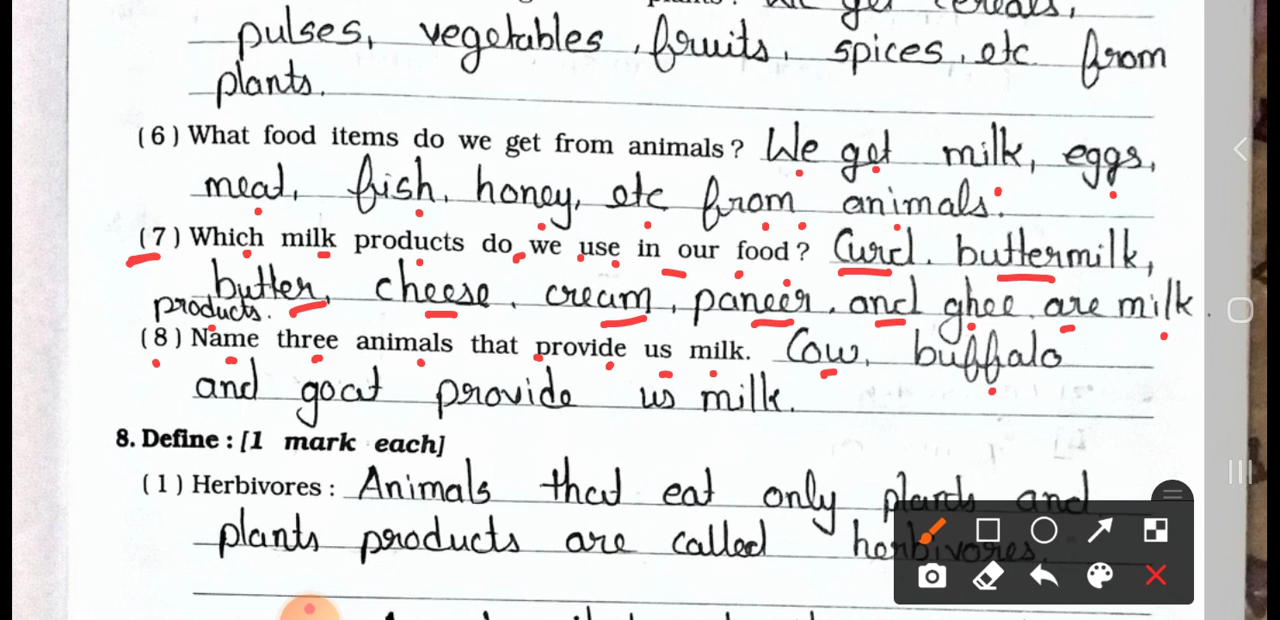 plants? We get cereals,
pulses, vegetables, fruits, spices, etc from
plants.
(6) What food items do we get from animals? We get milk, eggs,
meat, fish, honey, etc from animals.
(7) Which milk products do we use in our food? Curd. buttermilk,
butter, cheese, cream, paneer, and ghee are milk
products.
(8) Name three animals that provide us milk. Cow, buffalo
and goat provide us milk.
8. Define : [1 mark each]
(1) Herbivores : Animals that eat only plants and
plants products are called herbivores.